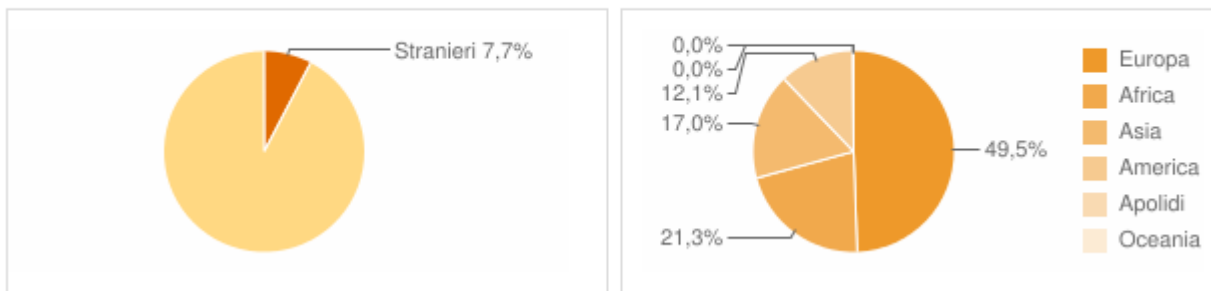 Stranieri 7,7%
0,0%
0,0%
12,1%
17,0%
21,3%
49,5%
Europa
Africa
Asia
America
Apolidi
Oceania